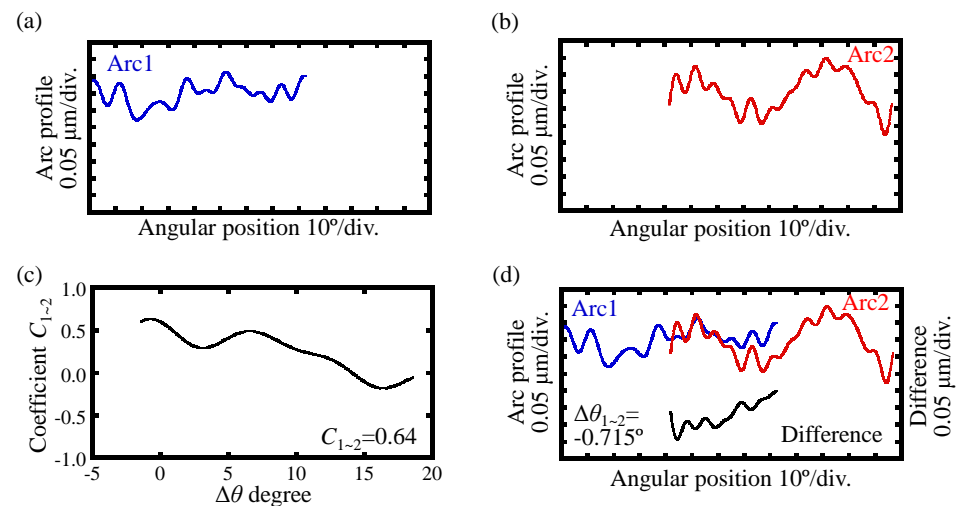 (a)
Arc1
Arc profile
0.05 µm/div.
Angular position 10º/div.
(b)
Arc2
Arc profile
0.05 µm/div.
Angular position 10º/div.
(c)
1.0
0.5
0.0
-0.5
-1.0
Coefficient C1~2
C1~2=0.64
-5 0 5 10 15 20
Δθ degree
(d)
Arc1
Arc2
Arc profile
0.05 µm/div.
Δθ1~2=
-0.715º
Difference
Difference
0.05 µm/div.
Angular position 10º/div.